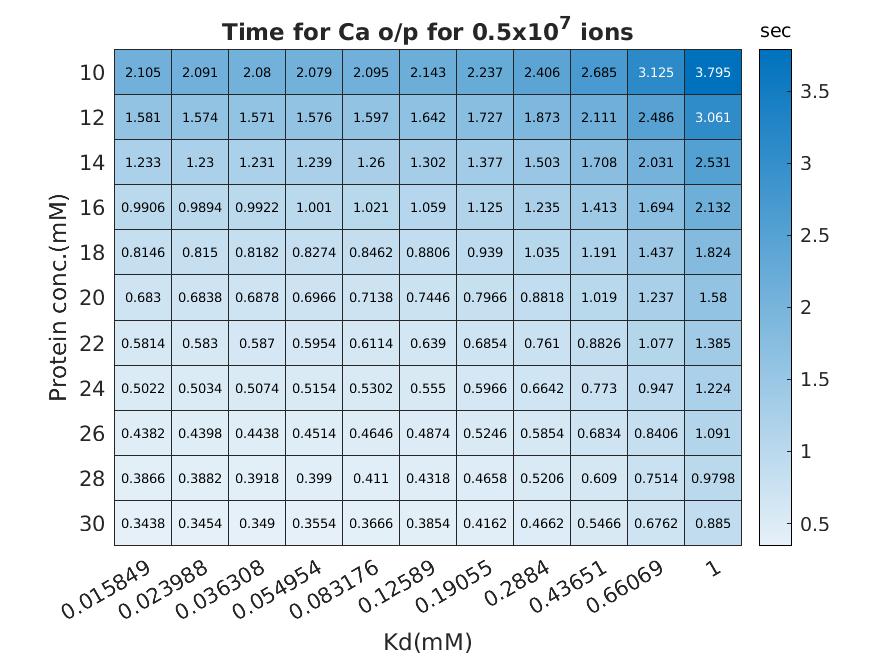 Time for Ca o/p for 0.5x10^7 ions
sec
10 2.105 2.091 2.08 2.079 2.095 2.143 2.237 2.406 2.685 3.125 3.795
12 1.581 1.574 1.571 1.576 1.597 1.642 1.727 1.873 2.111 2.486 3.061
14 1.233 1.23 1.231 1.239 1.26 1.302 1.377 1.503 1.708 2.031 2.531
16 0.9906 0.9894 0.9922 1.001 1.021 1.059 1.125 1.235 1.413 1.694 2.132
18 0.8146 0.815 0.8182 0.8274 0.8462 0.8806 0.939 1.035 1.191 1.437 1.824
20 0.683 0.6838 0.6878 0.6966 0.7138 0.7446 0.7966 0.8818 1.019 1.237 1.58
22 0.5814 0.583 0.587 0.5954 0.6114 0.639 0.6854 0.761 0.8826 1.077 1.385
24 0.5022 0.5034 0.5074 0.5154 0.5302 0.555 0.5966 0.6642 0.773 0.947 1.224
26 0.4382 0.4398 0.4438 0.4514 0.4646 0.4874 0.5246 0.5854 0.6834 0.8406 1.091
28 0.3866 0.3882 0.3918 0.399 0.411 0.4318 0.4658 0.5206 0.609 0.7514 0.9798
30 0.3438 0.3454 0.349 0.3554 0.3666 0.3854 0.4162 0.4662 0.5466 0.6762 0.885
0.015849 0.023988 0.036308 0.054954 0.083176 0.12589 0.19055 0.2884 0.43651 0.66069 1
Kd(mM)
Protein conc.(mM)
3.5
3
2.5
2
1.5
1
0.5